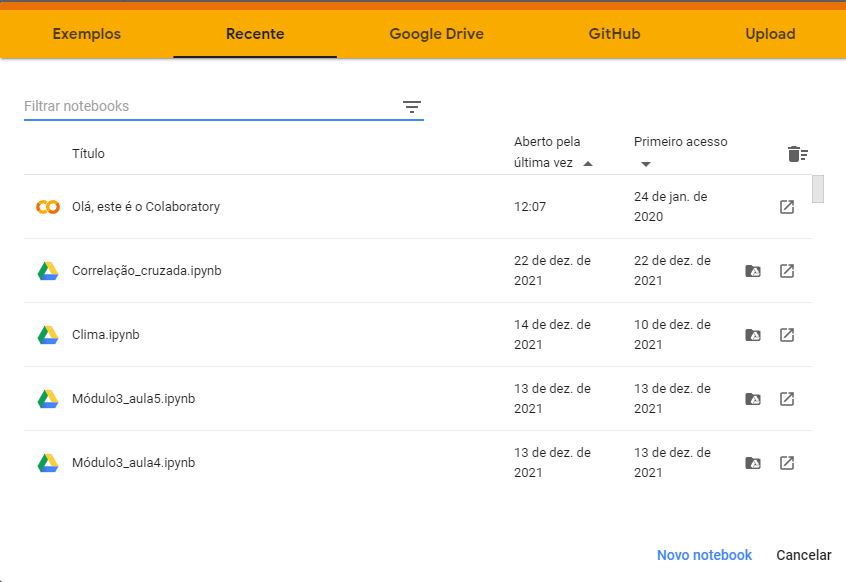 Exemplos Recente Google Drive GitHub Upload
Filtrar notebooks
Título Aberto pela última vez Primeiro acesso
Olá, este é o Colaboratory 12:07 24 de jan. de 2020
Correlação_cruzada.ipynb 22 de dez. de 2021 22 de dez. de 2021
Clima.ipynb 14 de dez. de 2021 10 de dez. de 2021
Módulo3_aula5.ipynb 13 de dez. de 2021 13 de dez. de 2021
Módulo3_aula4.ipynb 13 de dez. de 2021 13 de dez. de 2021
Novo notebook Cancelar